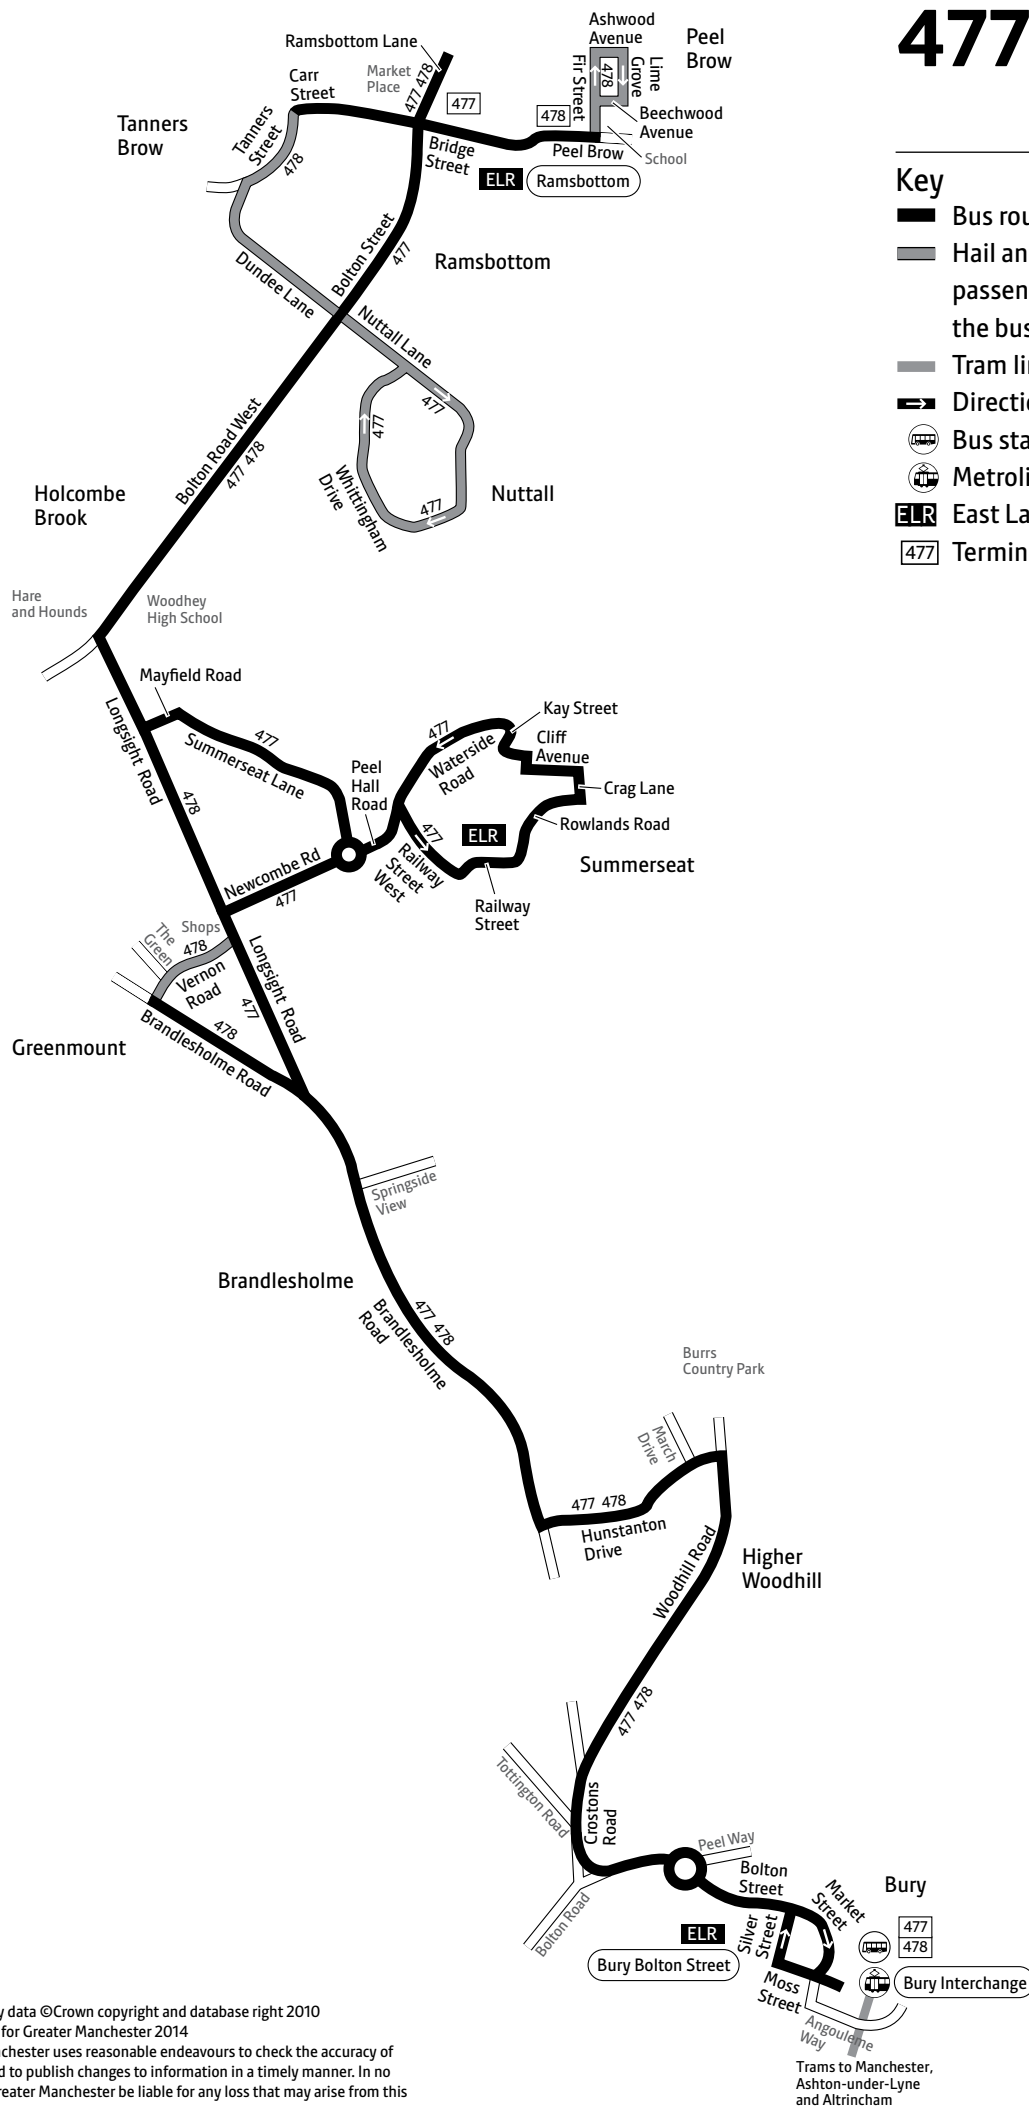 477
Key
Bus rou
Hail an
passen
the bus
Tram li
Directi
Bus sta
Metroli
ELR East La
477 Termin
Ramsbottom Lane
Carr
Street
Market
Place
477 478
477
Ashwood
Avenue
Peel
Brow
Fir Street
478
Lime
Grove
478
Beechwood
Avenue
School
Tanners
Brow
Tanners
Street
478
Bridge
Street
Peel Brow
ELR
Ramsbottom
Bolton Street
477
Ramsbottom
Dundee Lane
Nuttall Lane
477
477
477
Whittingham
Drive
Nuttall
Bolton Road West
477 478
Holcombe
Brook
Hare
and Hounds
Woodhey
High School
Mayfield Road
Longsight Road
478
477
Summerseat Lane
Peel
Hall
Road
477
Waterside
Road
Kay Street
Cliff
Avenue
Crag Lane
Rowlands Road
ELR
477
Railway
Street
West
Summerseat
Railway
Street
Newcombe Rd
477
Shops
The
Green
478
Vernon
Road
Longsight Road
477
478
Brandlesholme Road
Greenmount
Springside
View
Brandlesholme
477 478
Brandlesholme
Road
Burrs
Country Park
March
Drive
477 478
Hunstanton
Drive
Woodhill Road
Higher
Woodhill
477 478
Tottington Road
Crostons
Road
Bolton Road
Peel Way
Bolton
Street
Market
Street
Bury
477
478
Silver
Street
ELR
Bury Bolton Street
Moss
Street
Bury Interchange
Angouleme
Way
Trams to Manchester,
Ashton-under-Lyne
and Altrincham
y data ©Crown copyright and database right 2010
for Greater Manchester 2014
nchester uses reasonable endeavours to check the accuracy of
d to publish changes to information in a timely manner. In no
reater Manchester be liable for any loss that may arise from this